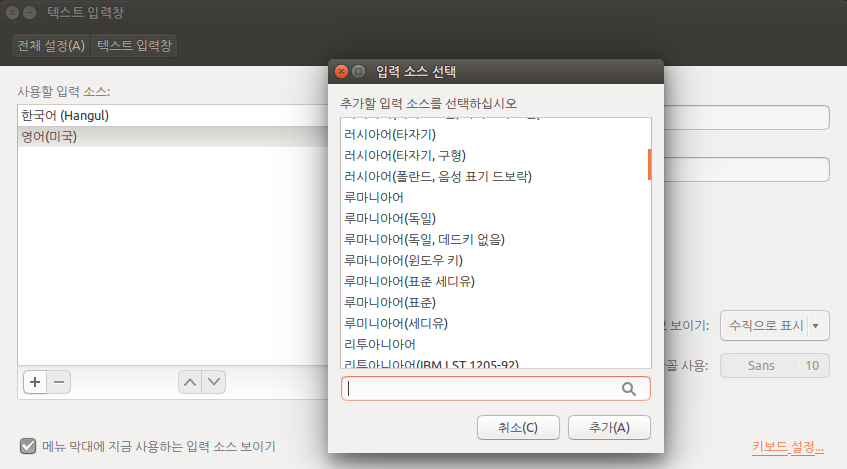 텍스트 입력창
전체 설정(A) 텍스트 입력창
사용할 입력 소스:
한국어 (Hangul)
영어(미국)
메뉴 막대에 지금 사용하는 입력 소스 보이기
입력 소스 선택
추가할 입력 소스를 선택하십시오
러시아어(타자기)
러시아어(타자기, 구형)
러시아어(폴란드, 음성 표기 드보락)
루마니아어
루마니아어(독일)
루마니아어(독일, 데드키 없음)
루마니아어(윈도우 키)
루마니아어(표준 세디유)
루마니아어(표준)
루미니아어(세디유)
리투아니아어
리투아니아어(IBM LST 1205-92)
취소(C) 추가(A)
보이기: 수직으로 표시
사용: Sans 10
키보드 설정...